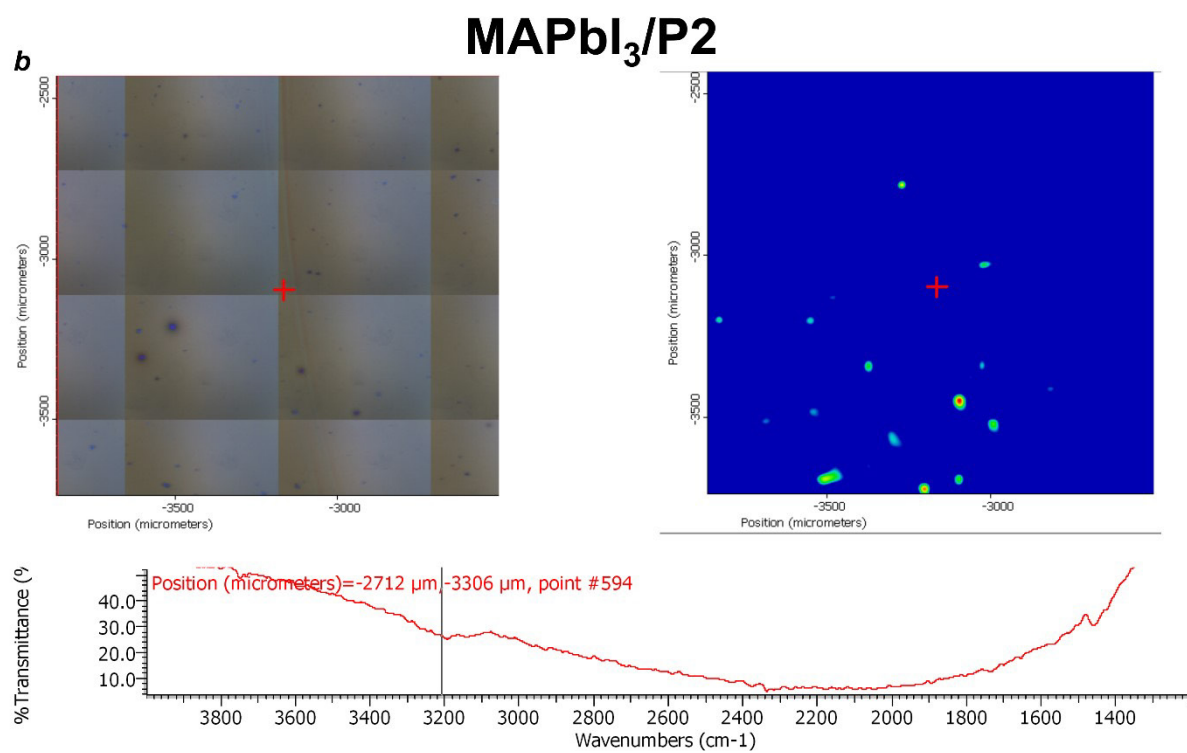 MAPbI₃/P2
b
-2500
-3000
-3500
Position (micrometers)
-3500
-3000
Position (micrometers)
-2500
-3000
-3500
Position (micrometers)
-3500
-3000
Position (micrometers)
%Transmittance (%
40.0
30.0
20.0
10.0
Position (micrometers)=-2712 µm,-3306 µm, point #594
3800 3600 3400 3200 3000 2800 2600 2400 2200 2000 1800 1600 1400
Wavenumbers (cm-1)